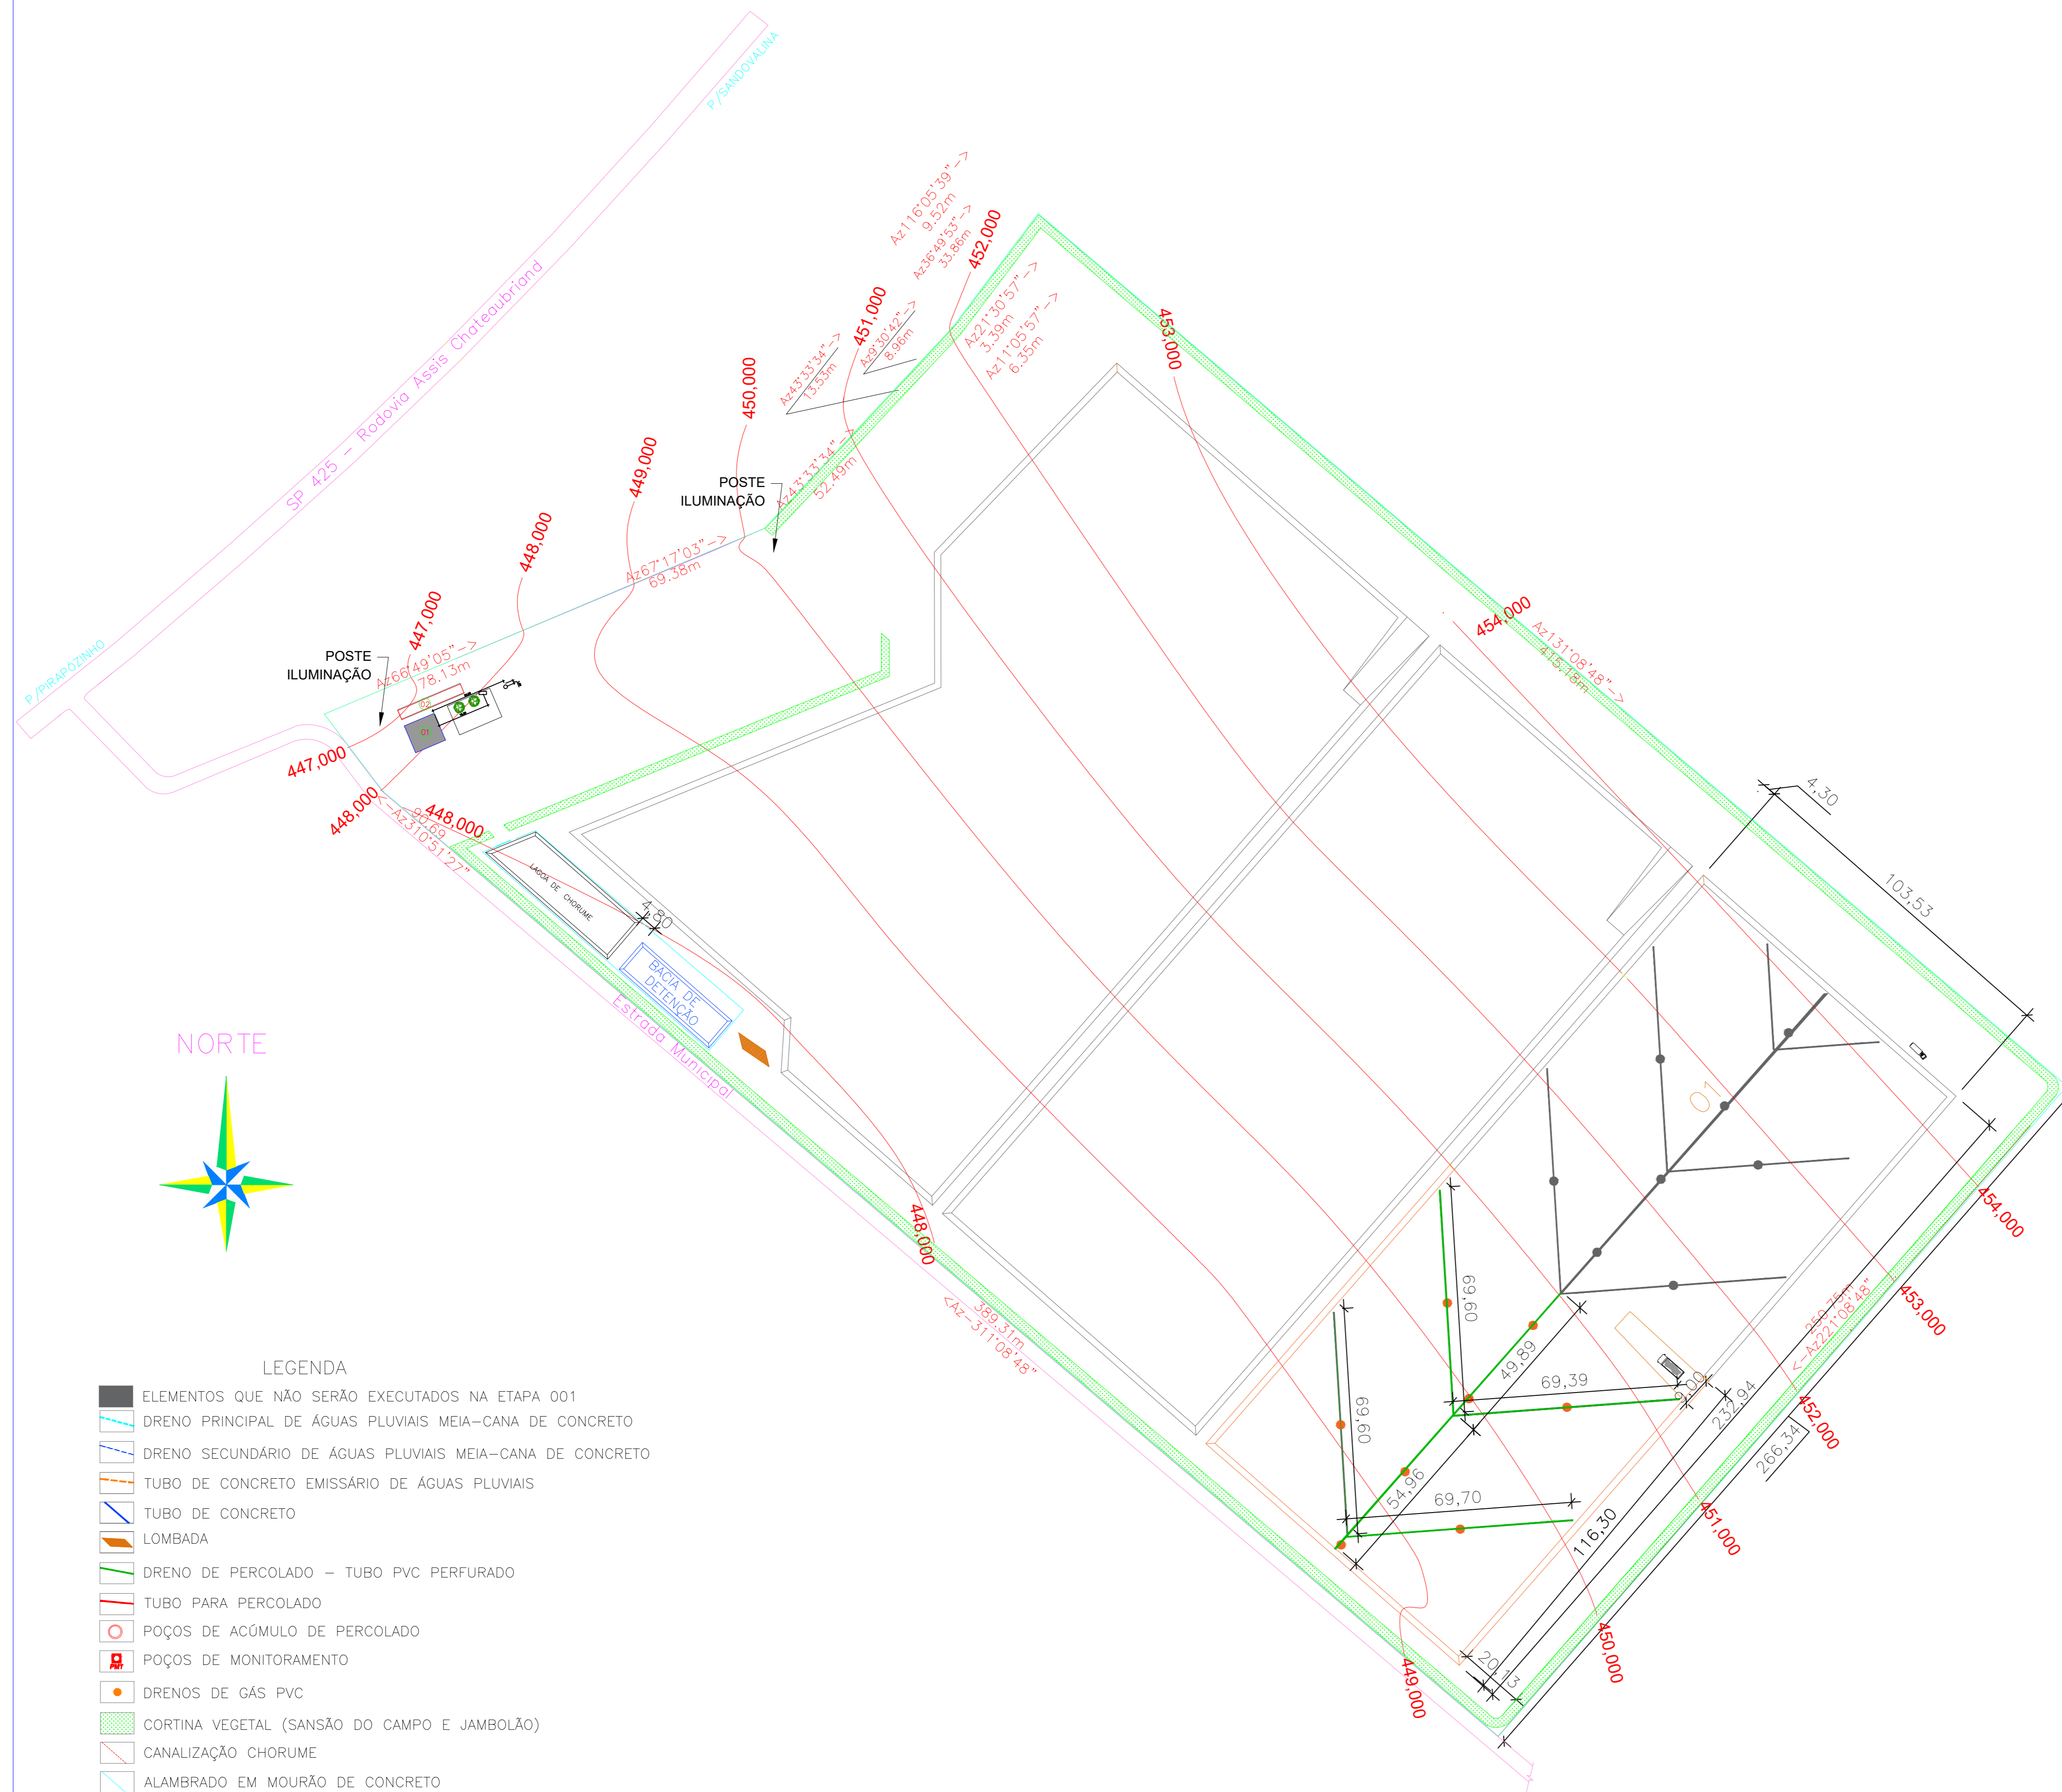 P/SANDOVALINA
SP 425 - Rodovia Assis Chateaubriand
P/PIRAPÓZINHO
Az116°05'39"->
9.52m
Az36°49'53"->
33.86m
452,000
Az21°30'57"->
3.39m
Az11°05'57"->
6.35m
451,000
Az9°30'42"->
8.96m
Az43°33'34"->
13.53m
453,000
450,000
449,000
Az43°33'34"->
52.49m
POSTE
ILUMINAÇÃO
448,000
Az67°17'03"->
69.38m
447,000
POSTE
ILUMINAÇÃO
Az66°49'05"->
78.13m
D2
D1
447,000
448,000
448,000
90.69
<-Az310°51'27"
454,000
Az131°08'48"->
415.18m
4,30
103,53
LAGOA DE CHORUME
4,80
BACIA DE
DETENÇÃO
Estrada Municipal
NORTE
01
448,000
389.31m
<Az-311°08'48"
454,000
453,000
452,000
451,000
450,000
449,000
250.75m
<-Az221°08'48"
69,60
69,60
49,89
69,39
54,96
69,70
232,94
266,34
116,30
20,13
LEGENDA
ELEMENTOS QUE NÃO SERÃO EXECUTADOS NA ETAPA 001
DRENO PRINCIPAL DE ÁGUAS PLUVIAIS MEIA-CANA DE CONCRETO
DRENO SECUNDÁRIO DE ÁGUAS PLUVIAIS MEIA-CANA DE CONCRETO
TUBO DE CONCRETO EMISSÁRIO DE ÁGUAS PLUVIAIS
TUBO DE CONCRETO
LOMBADA
DRENO DE PERCOLADO - TUBO PVC PERFURADO
TUBO PARA PERCOLADO
POÇOS DE ACÚMULO DE PERCOLADO
PMT
POÇOS DE MONITORAMENTO
DRENOS DE GÁS PVC
CORTINA VEGETAL (SANSÃO DO CAMPO E JAMBOLÃO)
CANALIZAÇÃO CHORUME
ALAMBRADO EM MOURÃO DE CONCRETO